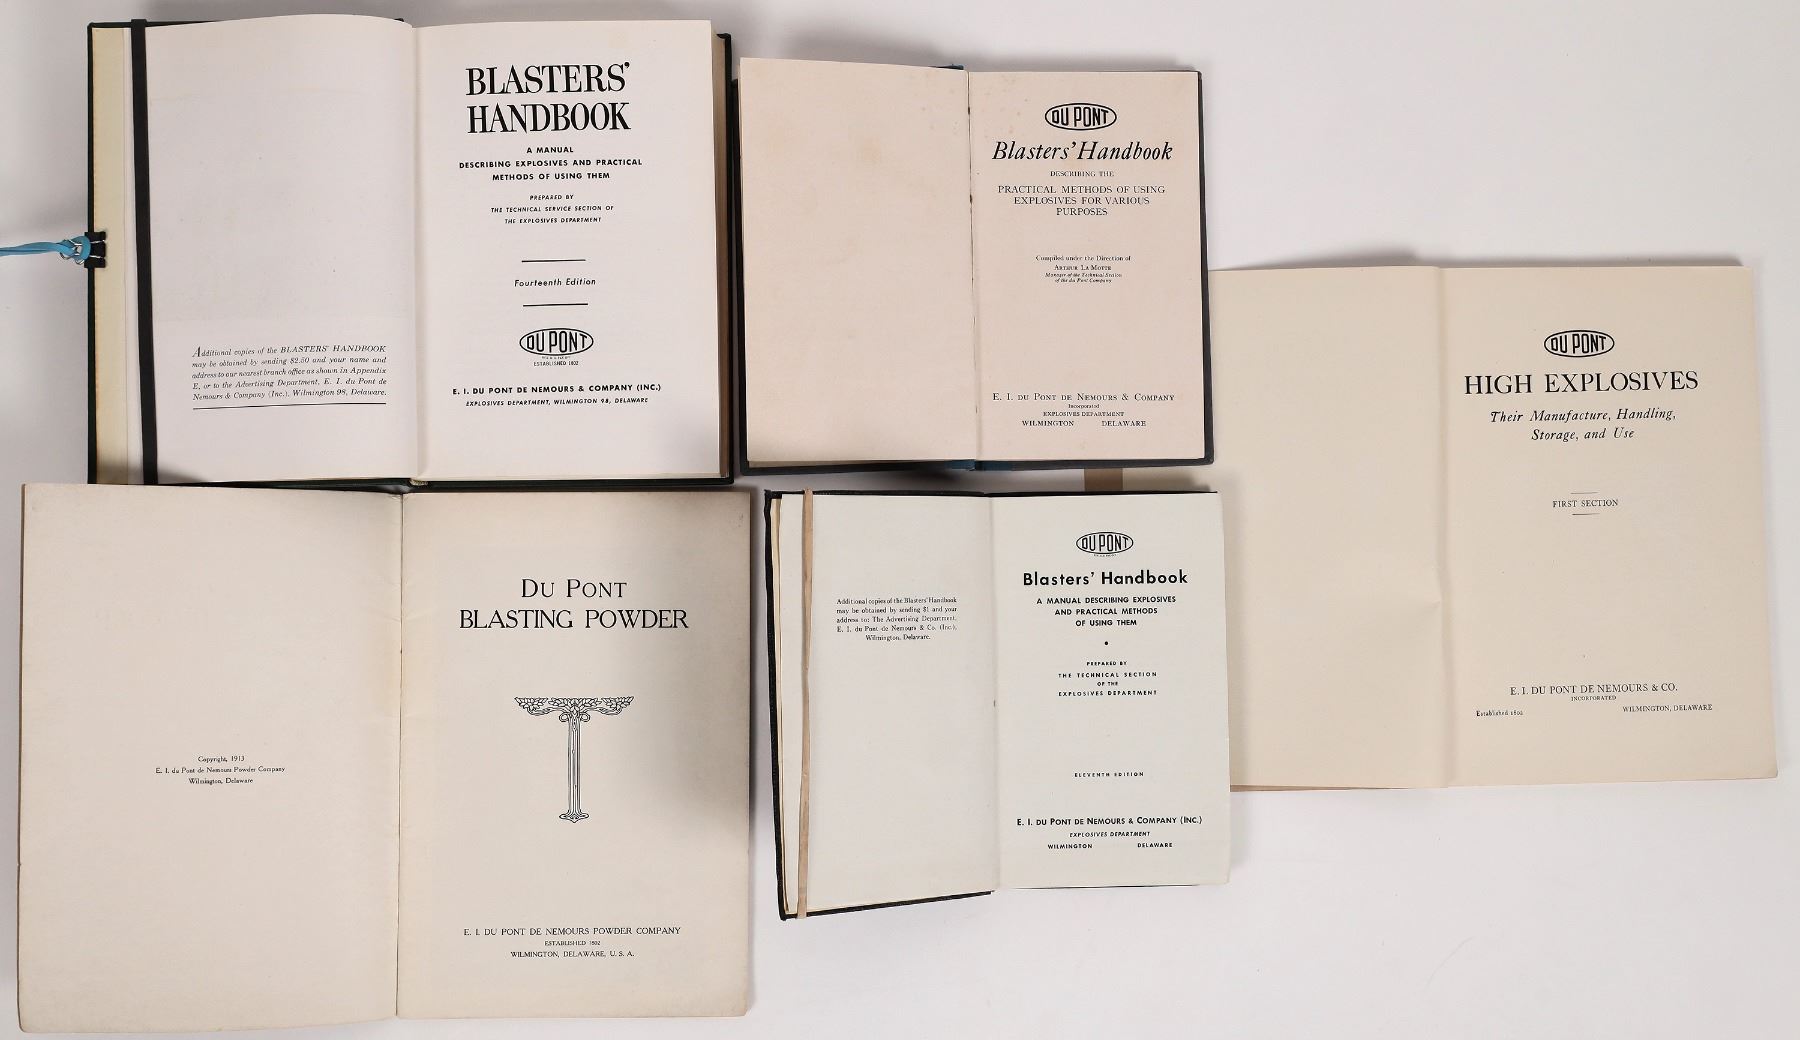 Additional copies of the BLASTERS' HANDBOOK
may be obtained by sending $2.50 and your name and
address to our nearest branch office as shown in Appendix
E, or to the Advertising Department, E. I. du Pont de
Nemours & Company (Inc.), Wilmington 98, Delaware.
BLASTERS'
HANDBOOK
A MANUAL
DESCRIBING EXPLOSIVES AND PRACTICAL
METHODS OF USING THEM
PREPARED BY
THE TECHNICAL SERVICE SECTION OF
THE EXPLOSIVES DEPARTMENT
Fourteenth Edition
DU PONT
ESTABLISHED 1802
E. I. DU PONT DE NEMOURS & COMPANY (INC.)
EXPLOSIVES DEPARTMENT, WILMINGTON 98, DELAWARE
DU PONT
Blasters' Handbook
DESCRIBING THE
PRACTICAL METHODS OF USING
EXPLOSIVES FOR VARIOUS
PURPOSES
Compiled under the Direction of
ARTHUR LA MOTTE
Manager of the Technical Section
of the du Pont Company
E. I. DU PONT DE NEMOURS & COMPANY
Incorporated
EXPLOSIVES DEPARTMENT
WILMINGTON DELAWARE
DU PONT
HIGH EXPLOSIVES
Their Manufacture, Handling,
Storage, and Use
FIRST SECTION
E. I. DU PONT DE NEMOURS & CO.
INCORPORATED
Established 1802 WILMINGTON, DELAWARE
Copyright, 1913
E. I. du Pont de Nemours Powder Company
Wilmington, Delaware
DU PONT
BLASTING POWDER
E. I. DU PONT DE NEMOURS POWDER COMPANY
ESTABLISHED 1802
WILMINGTON, DELAWARE, U. S. A.
Additional copies of the Blasters' Handbook
may be obtained by sending $1 and your
address to: The Advertising Department,
E. I. du Pont de Nemours & Co. (Inc.),
Wilmington, Delaware.
DU PONT
Blasters' Handbook
A MANUAL DESCRIBING EXPLOSIVES
AND PRACTICAL METHODS
OF USING THEM
PREPARED BY
THE TECHNICAL SECTION
OF THE
EXPLOSIVES DEPARTMENT
ELEVENTH EDITION
E. I. DU PONT DE NEMOURS & COMPANY (INC.)
EXPLOSIVES DEPARTMENT
WILMINGTON DELAWARE